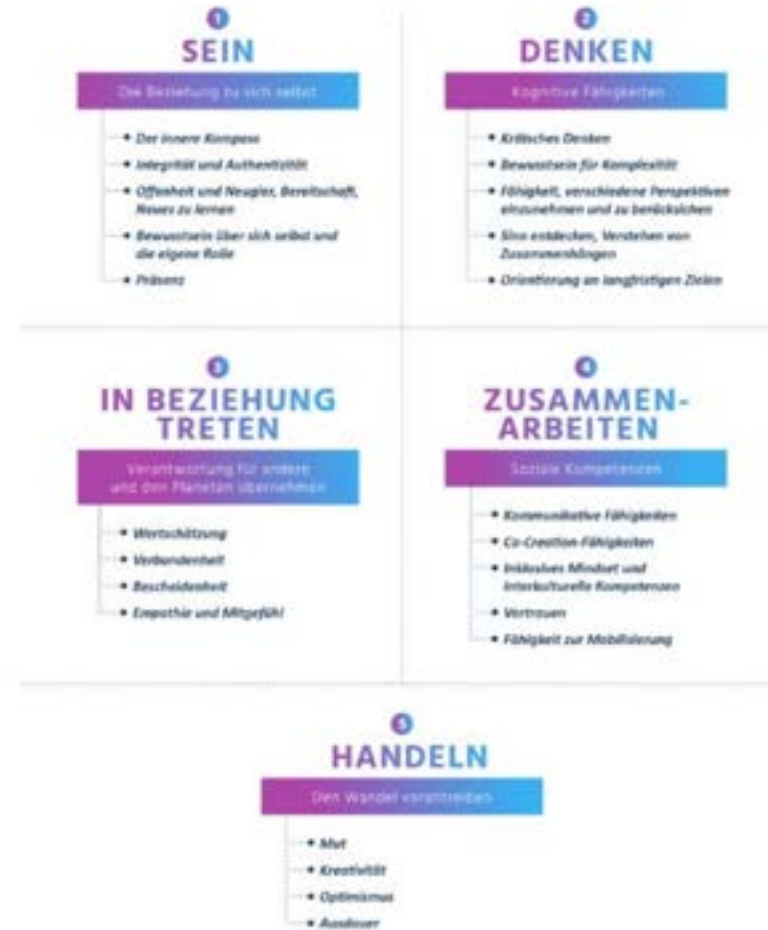 1
SEIN
Die Beziehung zu sich selbst
Der innere Kompass
Integrität und Authentizität
Offenheit und Neugier, Bereitschaft,
Neues zu lernen
Bewusstsein über sich selbst und
die eigene Rolle
Präsenz
2
DENKEN
Kognitive Fähigkeiten
Kritisches Denken
Bewusstsein für Komplexität
Fähigkeit, verschiedene Perspektiven
einzunehmen und zu berücksichen
Sinn entdecken, Verstehen von
Zusammenhängen
Orientierung an langfristigen Zielen
3
IN BEZIEHUNG
TRETEN
Verantwortung für andere
und den Planeten übernehmen
Wertschätzung
Verbundenheit
Bescheidenheit
Empathie und Mitgefühl
4
ZUSAMMEN-
ARBEITEN
Soziale Kompetenzen
Kommunikative Fähigkeiten
Co-Creation-Fähigkeiten
Inklusives Mindset und
interkulturelle Kompetenzen
Vertrauen
Fähigkeit zur Mobilisierung
5
HANDELN
Den Wandel vorantreiben
Mut
Kreativität
Optimismus
Ausdauer